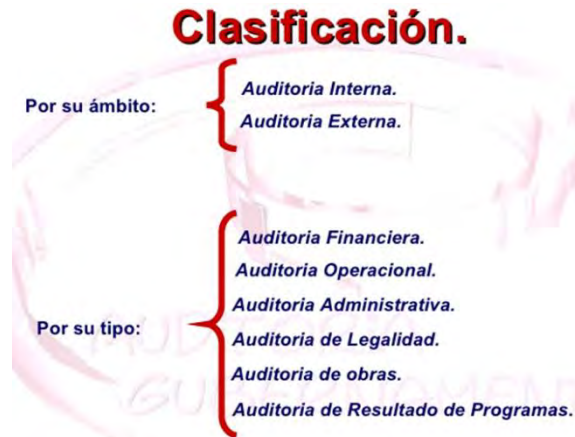 Clasificación.
Por su ámbito:
Auditoria Interna.
Auditoria Externa.
Por su tipo:
Auditoria Financiera.
Auditoria Operacional.
Auditoria Administrativa.
Auditoria de Legalidad.
Auditoria de obras.
Auditoria de Resultado de Programas.
AUDITORIA